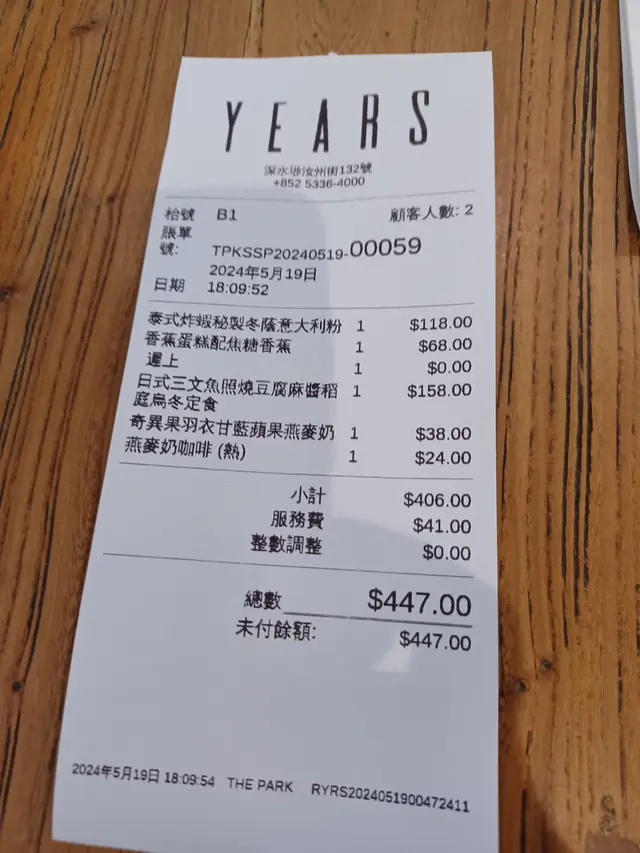 YEARS
深水埗汝州街132號
+852 5336-4000
枱號 B1 顧客人數: 2
賬單
號: TPKSSP20240519-00059
2024年5月19日
日期 18:09:52
泰式炸蝦秘製冬蔭意大利粉 1 $118.00
香蕉蛋糕配焦糖香蕉 1 $68.00
遲上 1 $0.00
日式三文魚照燒豆腐麻醬稻 1 $158.00
庭烏冬定食
奇異果羽衣甘藍蘋果燕麥奶 1 $38.00
燕麥奶咖啡 (熱) 1 $24.00
小計 $406.00
服務費 $41.00
整數調整 $0.00
總數 $447.00
未付餘額: $447.00
2024年5月19日 18:09:54 THE PARK RYRS2024051900472411